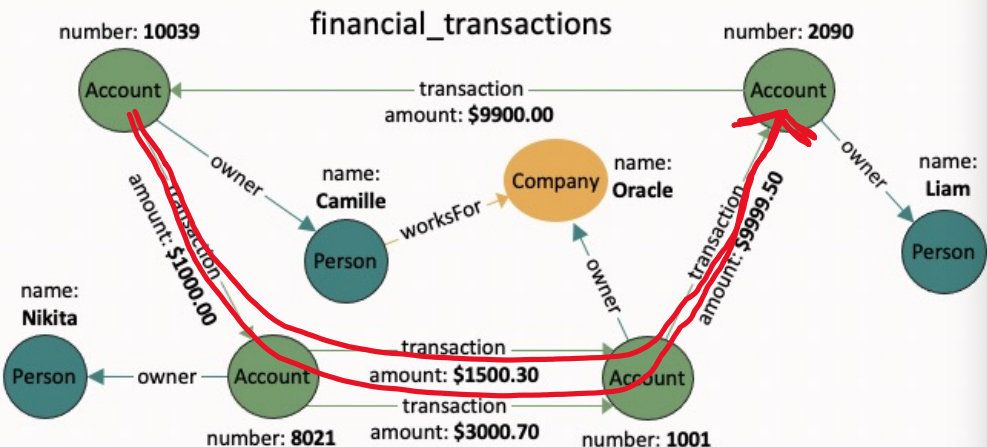 financial_transactions
number: 10039
number: 2090
Account
transaction
amount: $9900.00
Account
owner
name:
Camille
Company
name:
Oracle
owner
name:
Liam
transaction
amount: $1000.00
worksFor
transaction
amount: $9999.50
Person
Person
name:
Nikita
owner
Person
owner
Account
transaction
amount: $1500.30
Account
transaction
amount: $3000.70
number: 8021
number: 1001